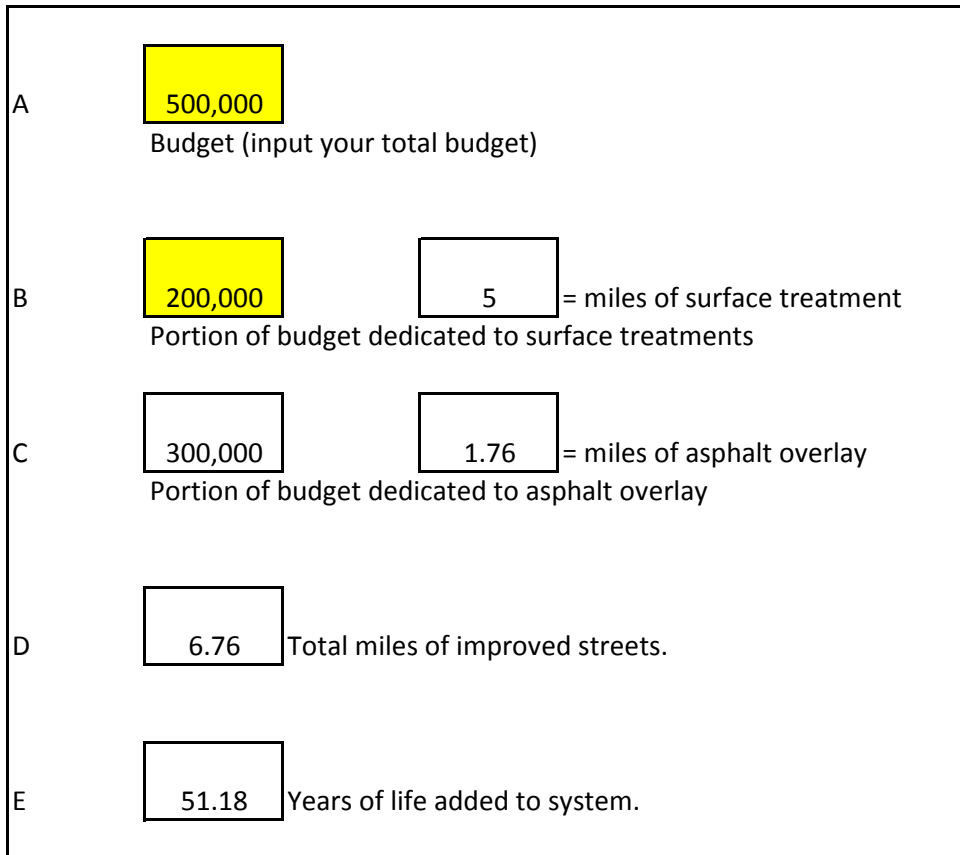 A 500,000
Budget (input your total budget)
B 200,000 5 = miles of surface treatment
Portion of budget dedicated to surface treatments
C 300,000 1.76 = miles of asphalt overlay
Portion of budget dedicated to asphalt overlay
D 6.76 Total miles of improved streets.
E 51.18 Years of life added to system.